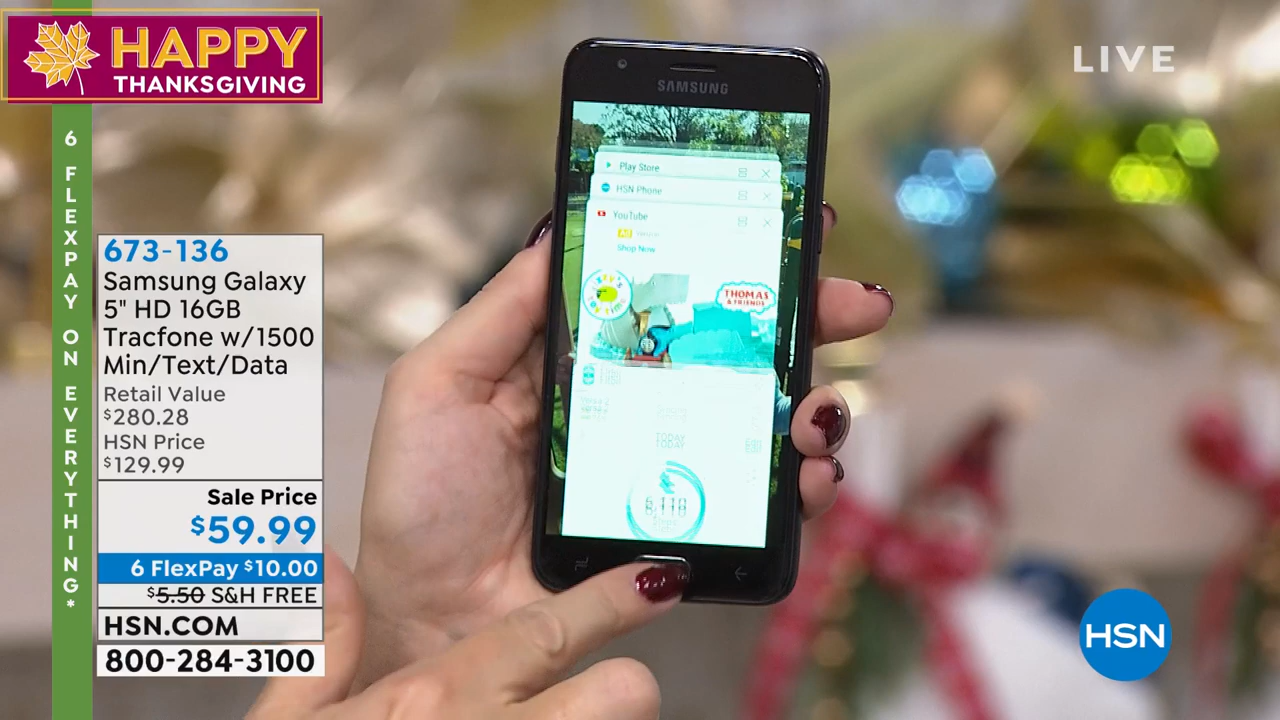 HAPPY
THANKSGIVING
LIVE
6 FLEXPAY ON EVERYTHING*
673-136
Samsung Galaxy
5" HD 16GB
Tracfone w/1500
Min/Text/Data
Retail Value
$280.28
HSN Price
$129.99
Sale Price
$59.99
6 FlexPay $10.00
$5.50 S&H FREE
HSN.COM
800-284-3100
SAMSUNG
Play Store
HSN Phone
YouTube
Ad
Shop Now
THOMAS
& FRIENDS
TODAY
HSN